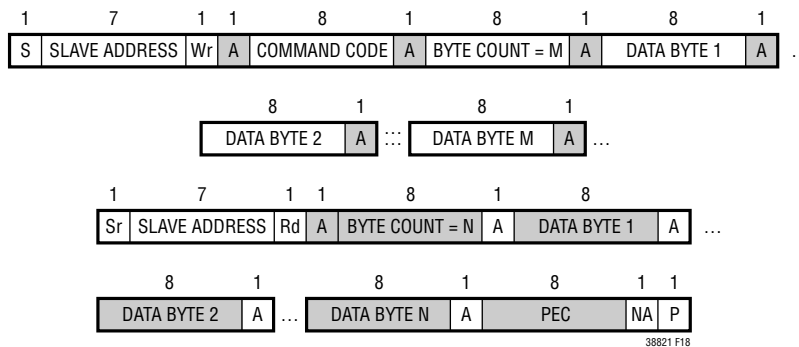 1 7 1 1 8 1 8 1 8 1
S SLAVE ADDRESS Wr A COMMAND CODE A BYTE COUNT = M A DATA BYTE 1 A .
8 1 8 1
DATA BYTE 2 A ... DATA BYTE M A ...
1 7 1 1 8 1 8
Sr SLAVE ADDRESS Rd A BYTE COUNT = N A DATA BYTE 1 A ...
8 1 8 1 8 1 1
DATA BYTE 2 A ... DATA BYTE N A PEC NA P
38821 F18